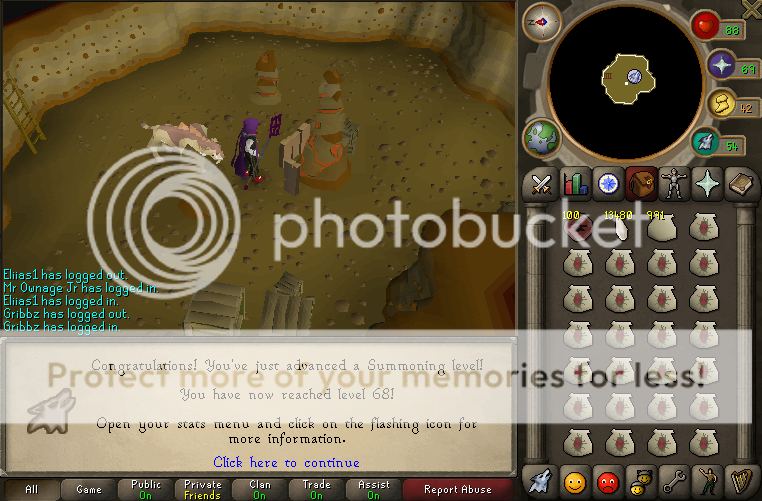 88
69
42
54
100 13480 991
photobucket
Eliias1 has logged out.
Mr Ownage Jr has logged in.
Eliias1 has logged in.
Gribbz has logged out.
Gribbz has logged in.
Congratulations! You've just advanced a Summoning level!
Protect more of your memories for less!
You have now reached level 68!
Open your stats menu and click on the flashing icon for
more information.
Click here to continue
All Game Public On Private Friends Clan On Trade On Assist On Report Abuse